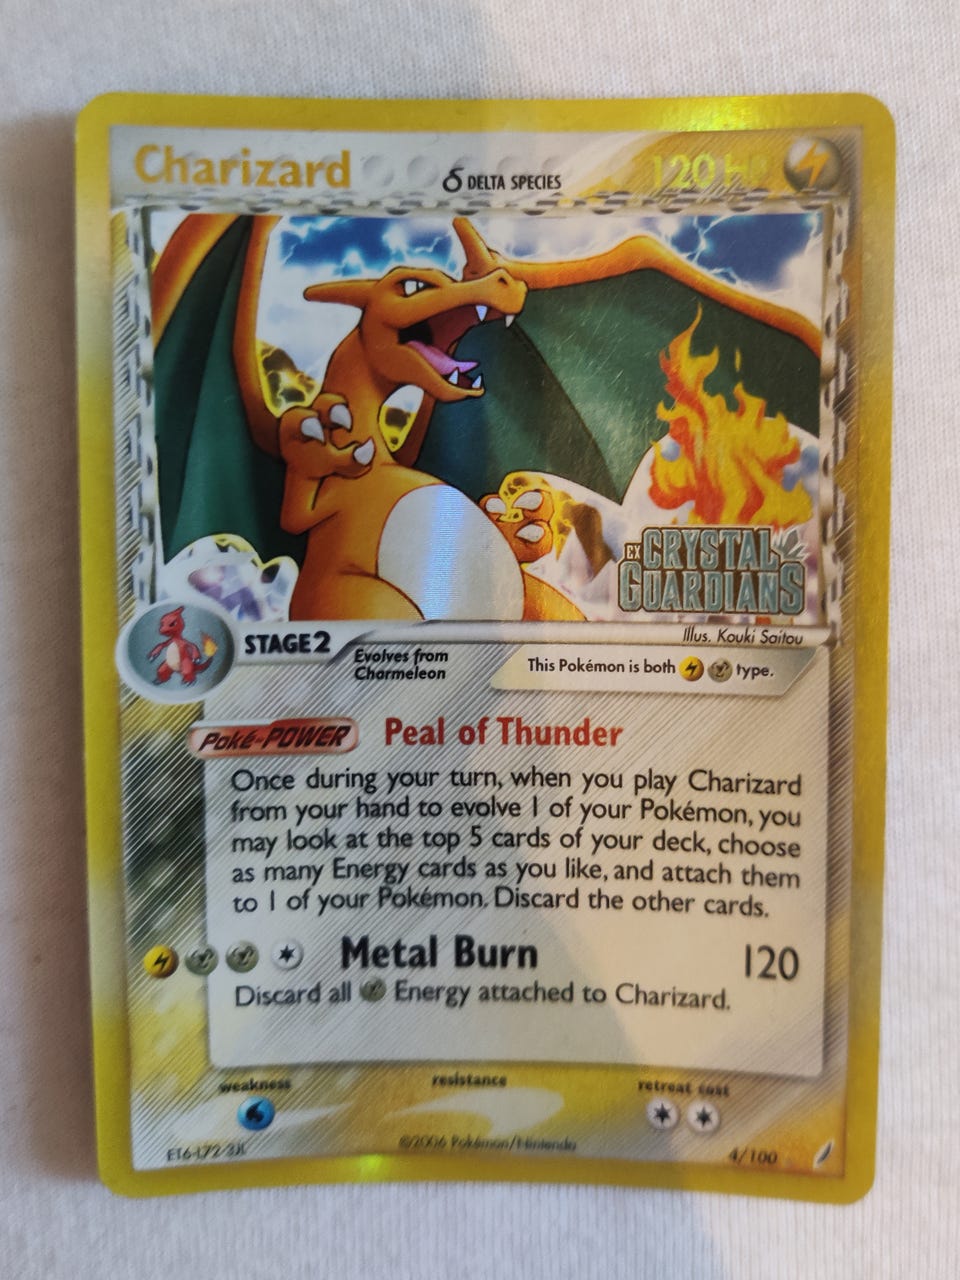 Charizard δ DELTA SPECIES 120 HP
EX CRYSTAL
GUARDIANS
Illus. Kouki Saitou
STAGE 2
Evolves from
Charmeleon
This Pokémon is both type.
Poké-POWER Peal of Thunder
Once during your turn, when you play Charizard
from your hand to evolve 1 of your Pokémon, you
may look at the top 5 cards of your deck, choose
as many Energy cards as you like, and attach them
to 1 of your Pokémon. Discard the other cards.
Metal Burn 120
Discard all Energy attached to Charizard.
weakness resistance retreat cost
©2006 Pokémon/Nintendo
4/100